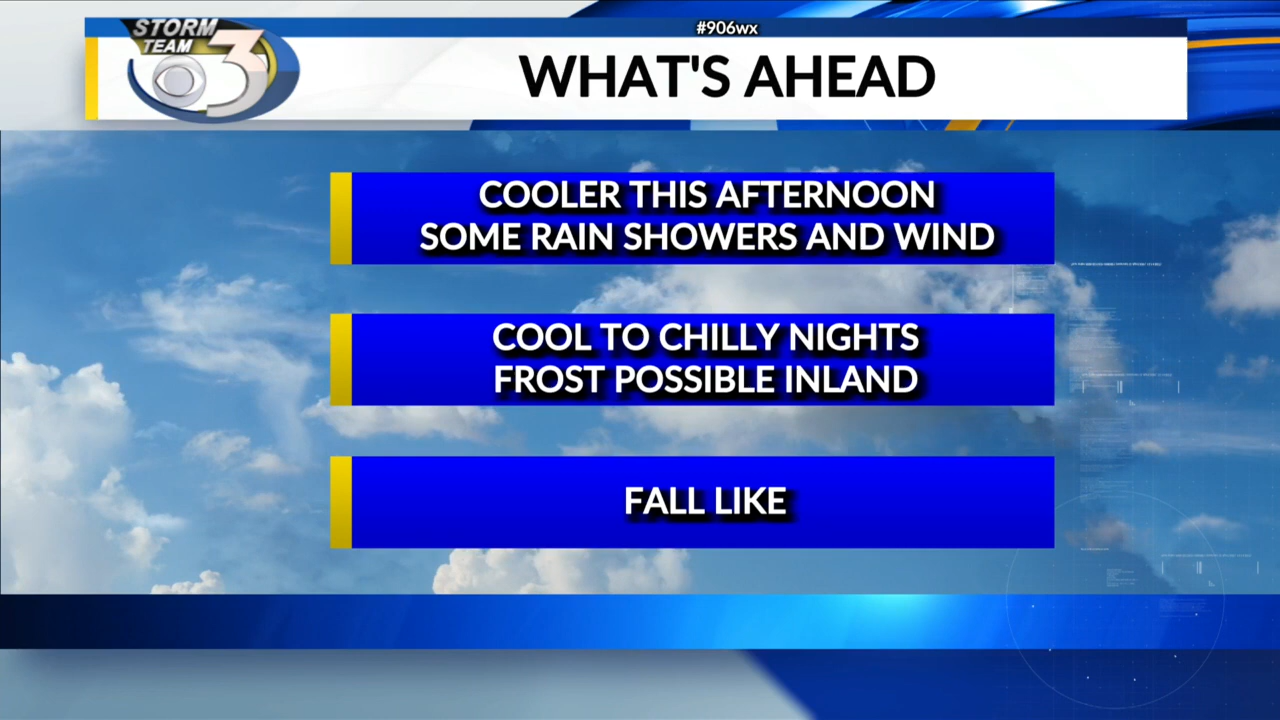 #906wx
STORM
TEAM
3
WHAT'S AHEAD
COOLER THIS AFTERNOON
SOME RAIN SHOWERS AND WIND
COOL TO CHILLY NIGHTS
FROST POSSIBLE INLAND
FALL LIKE